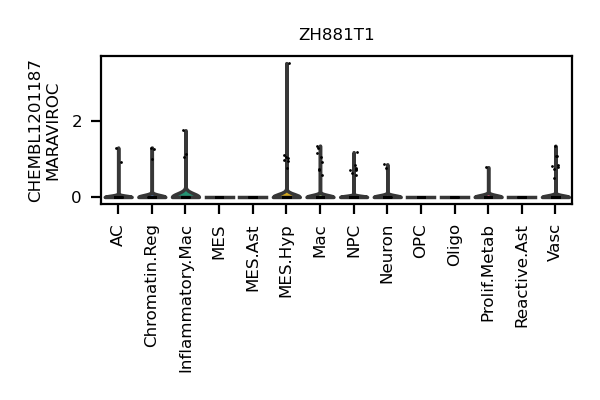 ZH881T1
CHEMBL1201187
MARAVIROC
2
0
AC
Chromatin.Reg
Inflammatory.Mac
MES
MES.Ast
MES.Hyp
Mac
NPC
Neuron
OPC
Oligo
Prolif.Metab
Reactive.Ast
Vasc